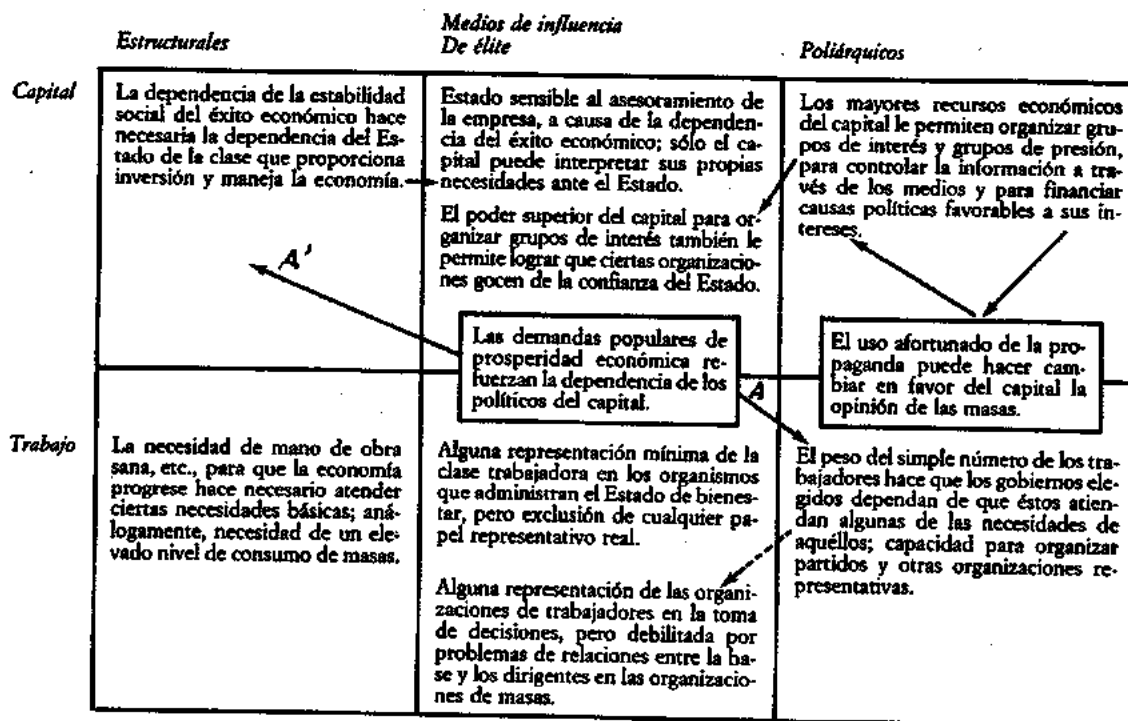 Medios de influencia
Estructurales
De élite
Poliárquicos
Capital
La dependencia de la estabilidad
social del éxito económico hace
necesaria la dependencia del Es-
tado de la clase que proporciona
inversión y maneja la economía.
Estado sensible al asesoramiento de
la empresa, a causa de la dependen-
cia del éxito económico; sólo el ca-
pital puede interpretar sus propias
necesidades ante el Estado.
El poder superior del capital para or-
ganizar grupos de interés también le
permite lograr que ciertas organizacio-
nes gocen de la confianza del Estado.
Los mayores recursos económicos
del capital le permiten organizar gru-
pos de interés y grupos de presión,
para controlar la información a tra-
vés de los medios y para financiar
causas políticas favorables a sus in-
tereses.
A'
Las demandas populares de
prosperidad económica re-
fuerzan la dependencia de los
políticos del capital.
A
El uso afortunado de la pro-
paganda puede hacer cam-
biar en favor del capital la
opinión de las masas.
Trabajo
La necesidad de mano de obra
sana, etc., para que la economía
progrese hace necesario atender
ciertas necesidades básicas; aná-
logamente, necesidad de un ele-
vado nivel de consumo de masas.
Alguna representación mínima de la
clase trabajadora en los organismos
que administran el Estado de bienes-
tar, pero exclusión de cualquier pa-
pel representativo real.
Alguna representación de las organi-
zaciones de trabajadores en la toma
de decisiones, pero debilitada por
problemas de relaciones entre la ba-
se y los dirigentes en las organizacio-
nes de masas.
El peso del simple número de los tra-
bajadores hace que los gobiernos ele-
gidos dependan de que éstos atien-
dan algunas de las necesidades de
aquéllos; capacidad para organizar
partidos y otras organizaciones re-
presentativas.